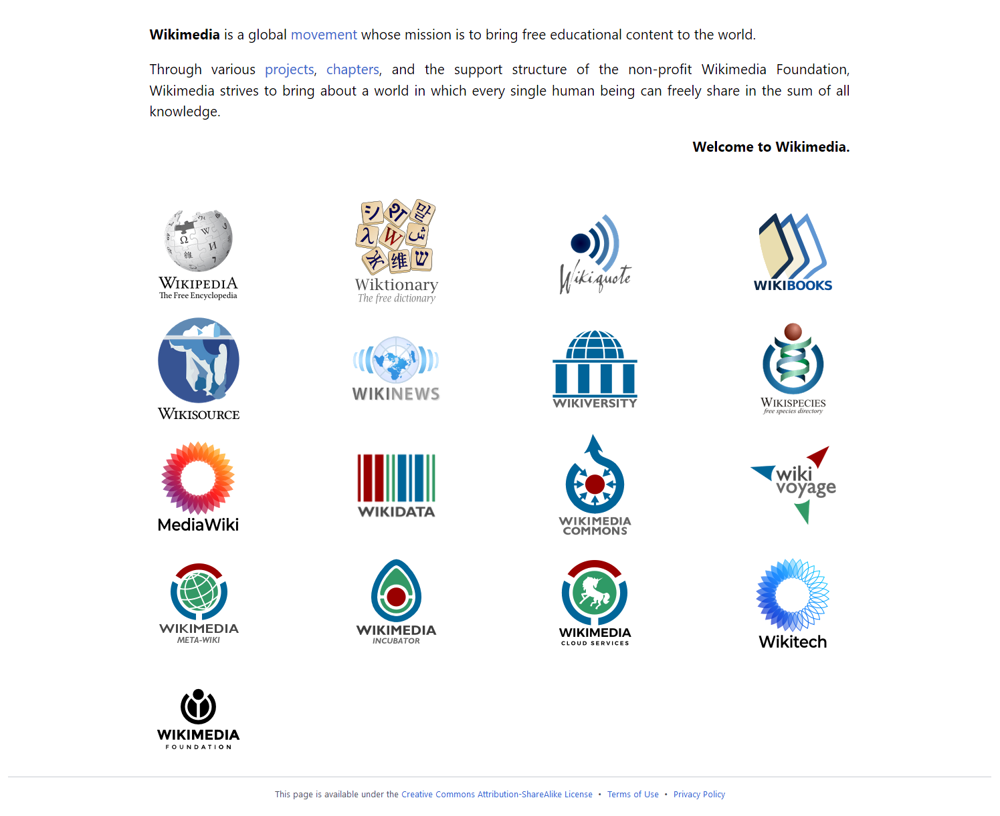 Wikimedia is a global movement whose mission is to bring free educational content to the world.
Through various projects, chapters, and the support structure of the non-profit Wikimedia Foundation,
Wikimedia strives to bring about a world in which every single human being can freely share in the sum of all
knowledge.
Welcome to Wikimedia.
Ω W И 維
WIKIPEDIA
The Free Encyclopedia
シ 말
λ W ش
维 ש
Wiktionary
The free dictionary
Wikiquote
WIKIBOOKS
WIKISOURCE
WIKINEWS
WIKIVERSITY
WIKISPECIES
free species directory
MediaWiki
WIKIDATA
WIKIMEDIA
COMMONS
wiki
voyage
WIKIMEDIA
META-WIKI
WIKIMEDIA
INCUBATOR
WIKIMEDIA
CLOUD SERVICES
Wikitech
WIKIMEDIA
FOUNDATION
This page is available under the Creative Commons Attribution-ShareAlike License • Terms of Use • Privacy Policy